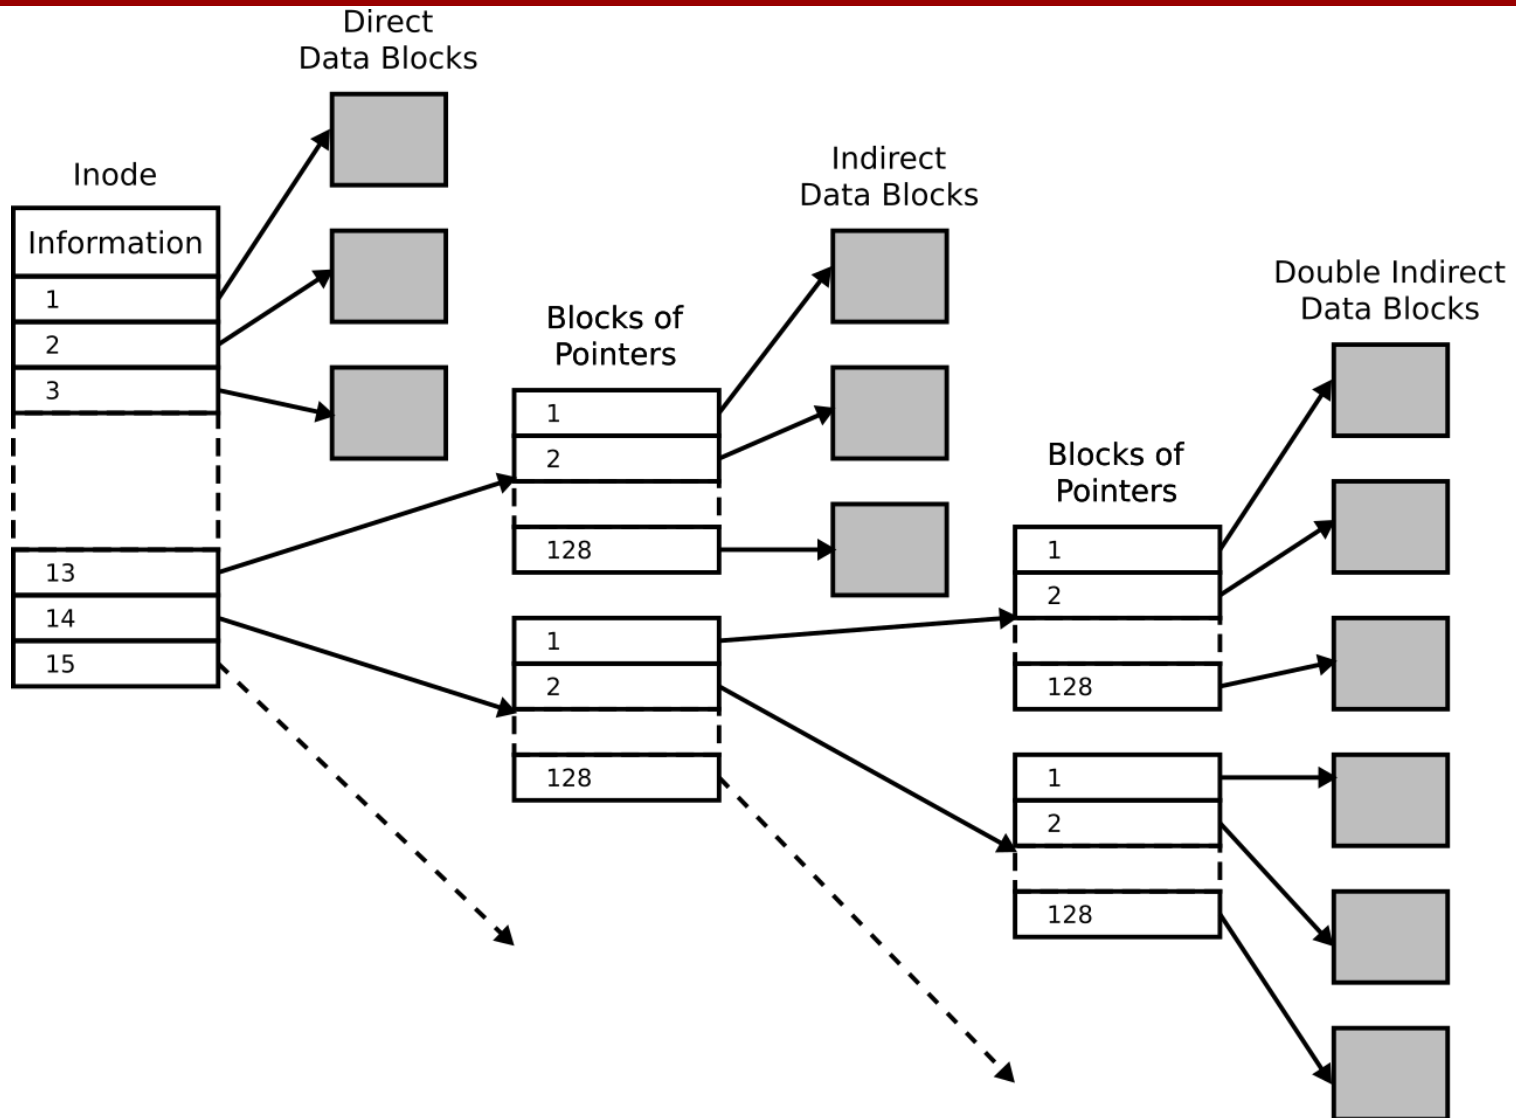 Direct
Data Blocks
Inode
Information
1
2
3
13
14
15
Blocks of
Pointers
1
2
128
1
2
128
Indirect
Data Blocks
Blocks of
Pointers
1
2
128
1
2
128
Double Indirect
Data Blocks